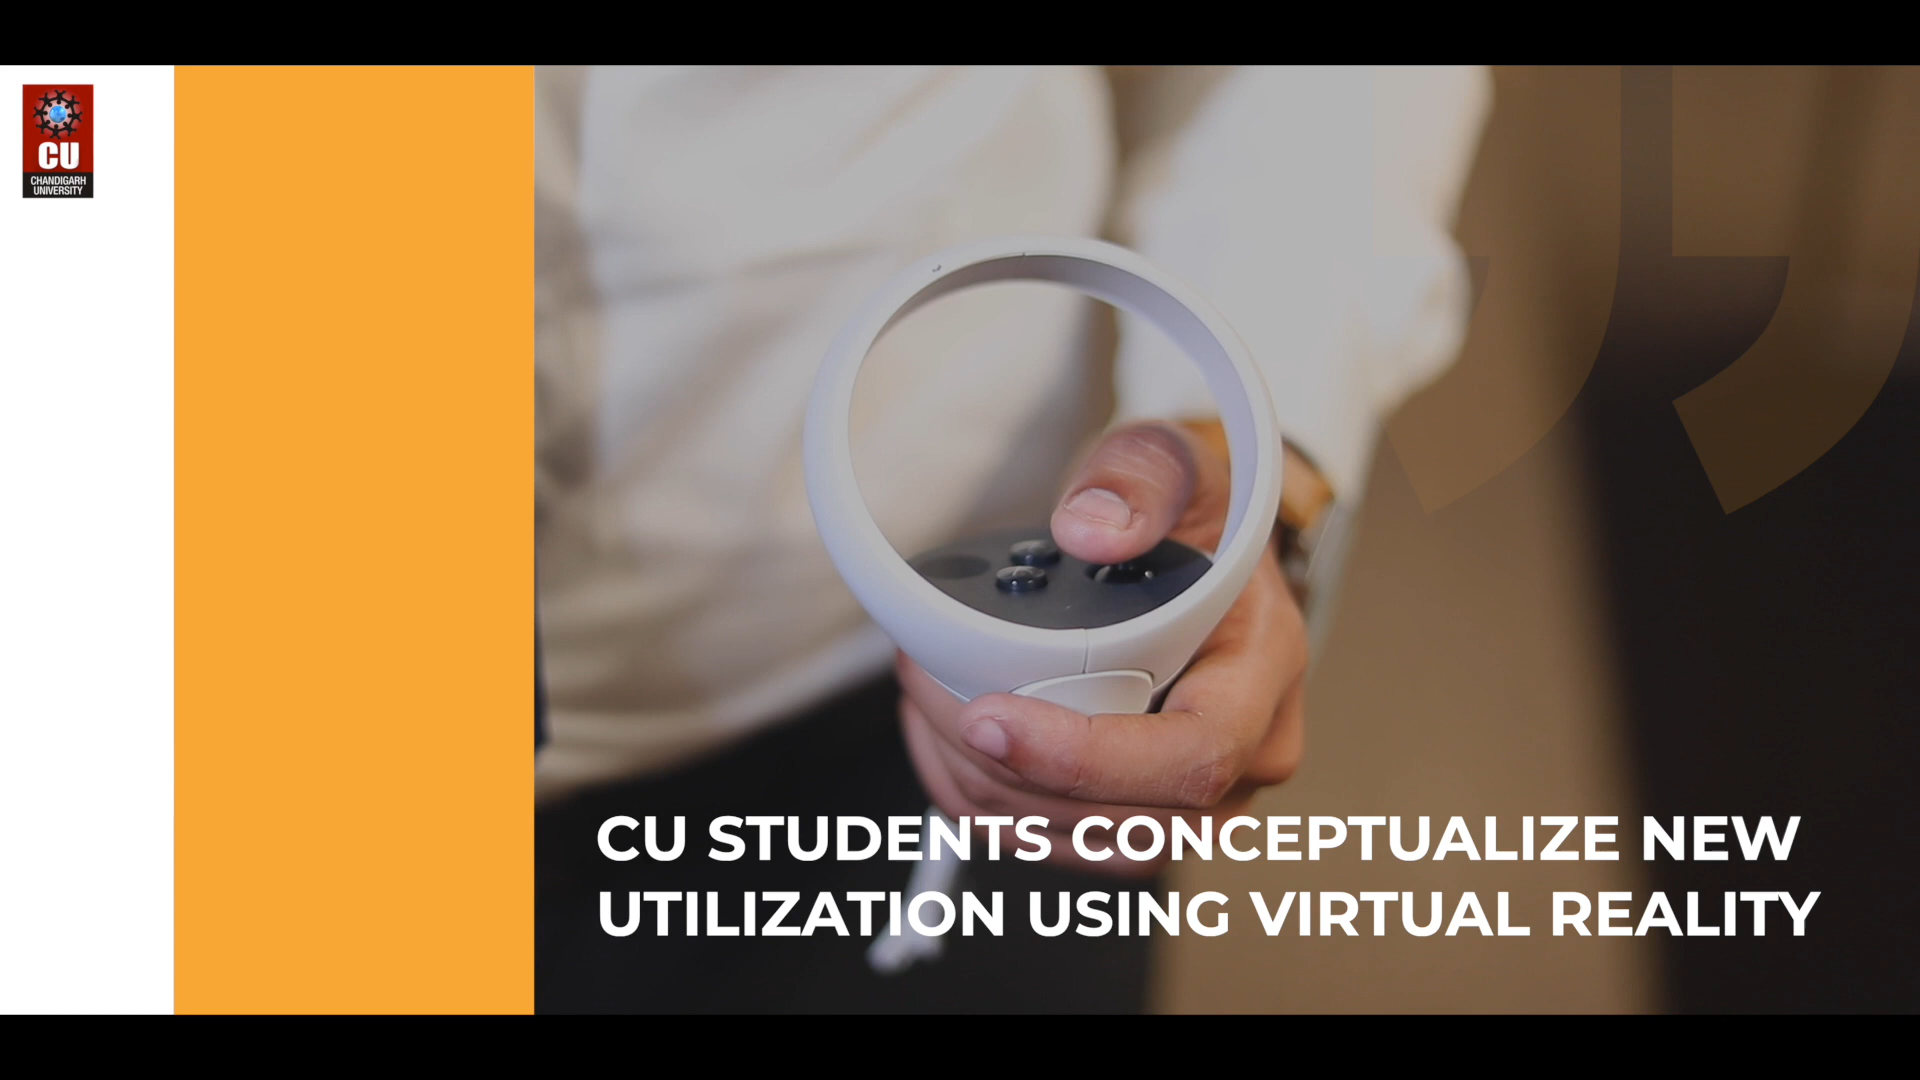 CU
CHANDIGARH
UNIVERSITY
CU STUDENTS CONCEPTUALIZE NEW
UTILIZATION USING VIRTUAL REALITY